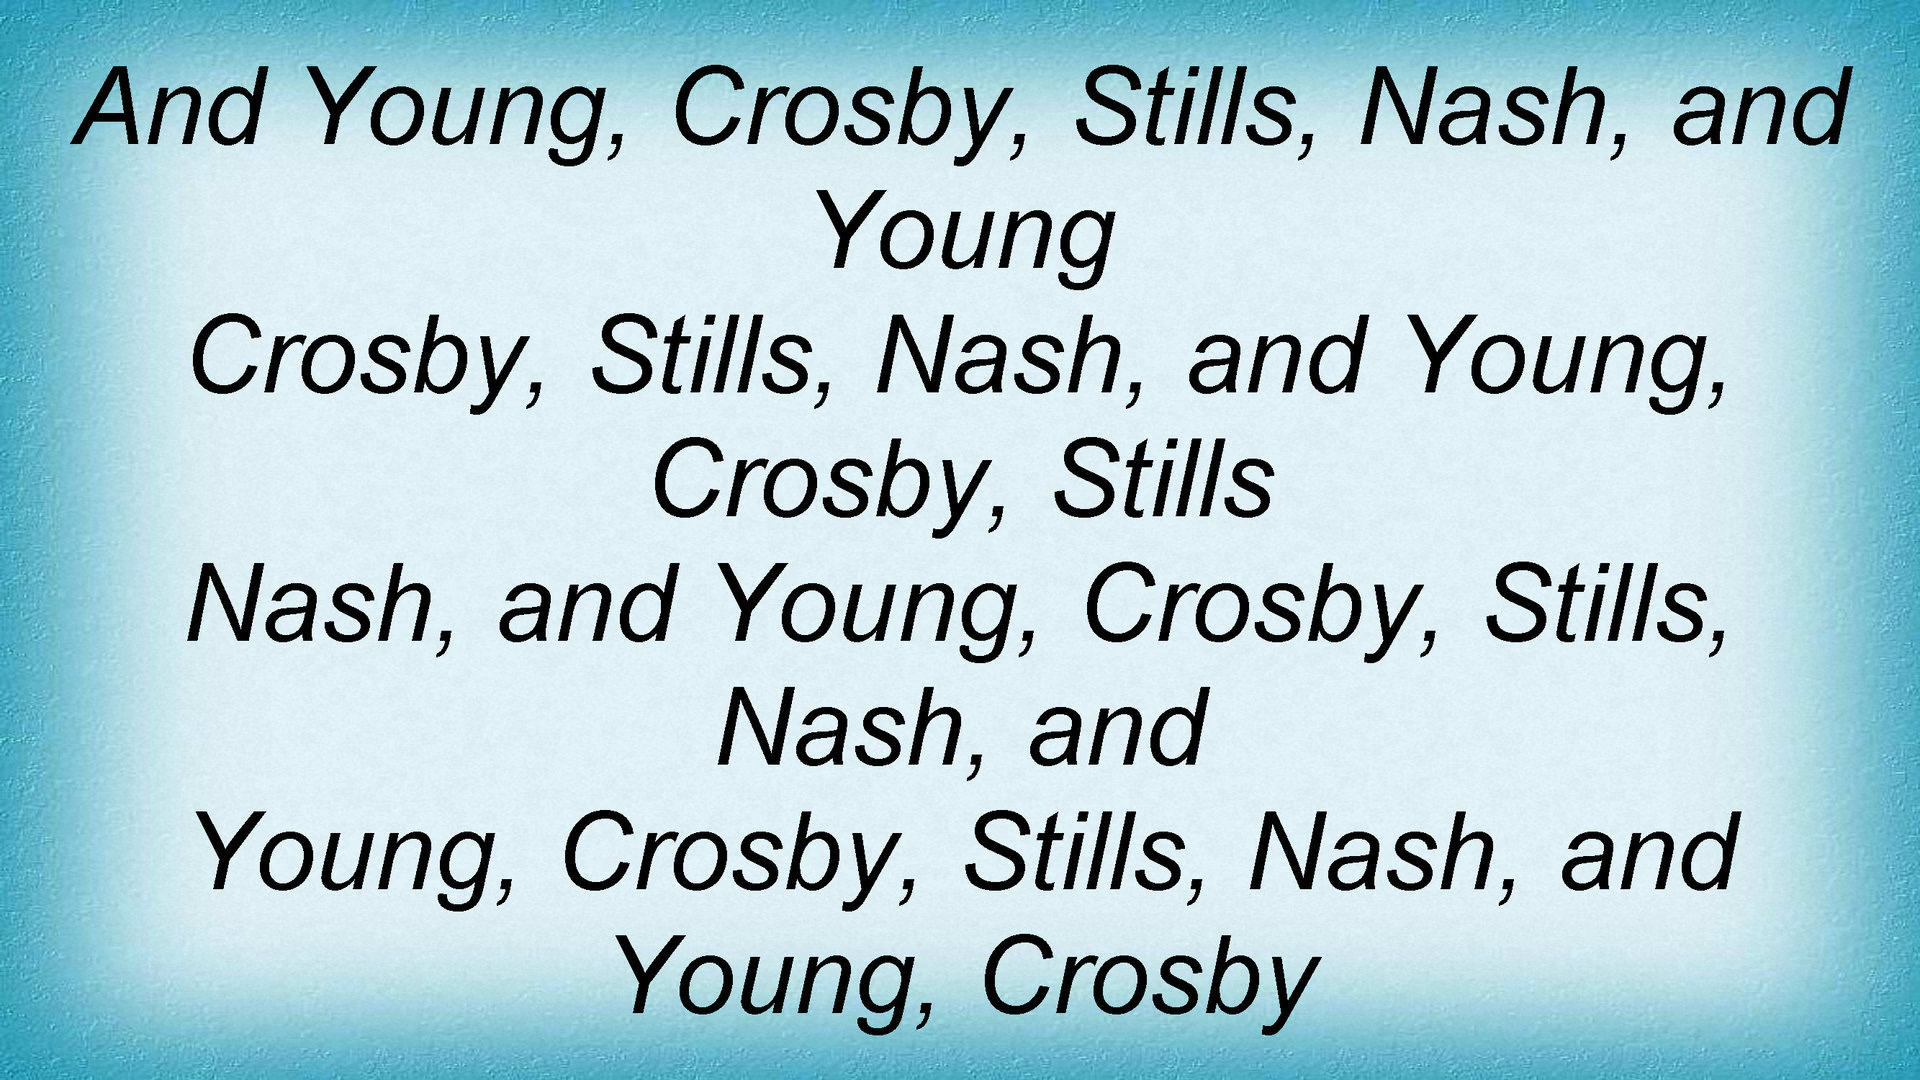 And Young, Crosby, Stills, Nash, and
Young
Crosby, Stills, Nash, and Young,
Crosby, Stills
Nash, and Young, Crosby, Stills,
Nash, and
Young, Crosby, Stills, Nash, and
Young, Crosby